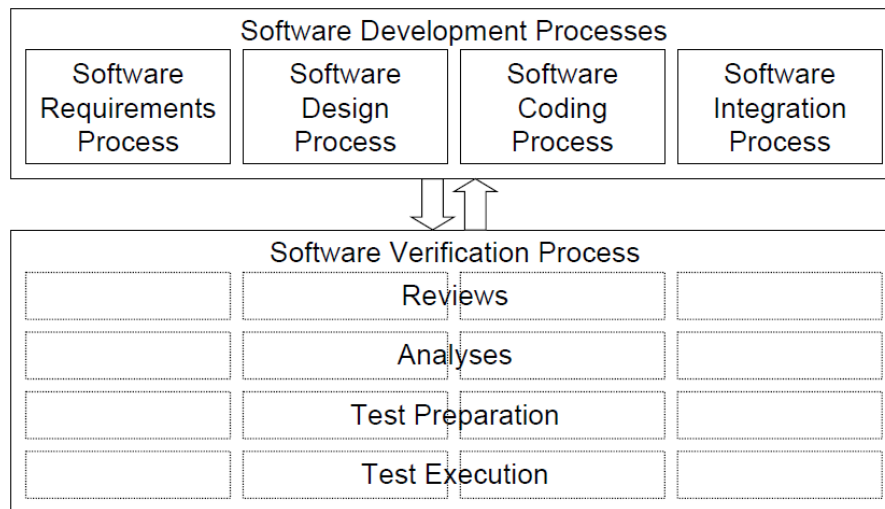 Software Development Processes
Software
Requirements
Process
Software
Design
Process
Software
Coding
Process
Software
Integration
Process
Software Verification Process
Reviews
Analyses
Test Preparation
Test Execution